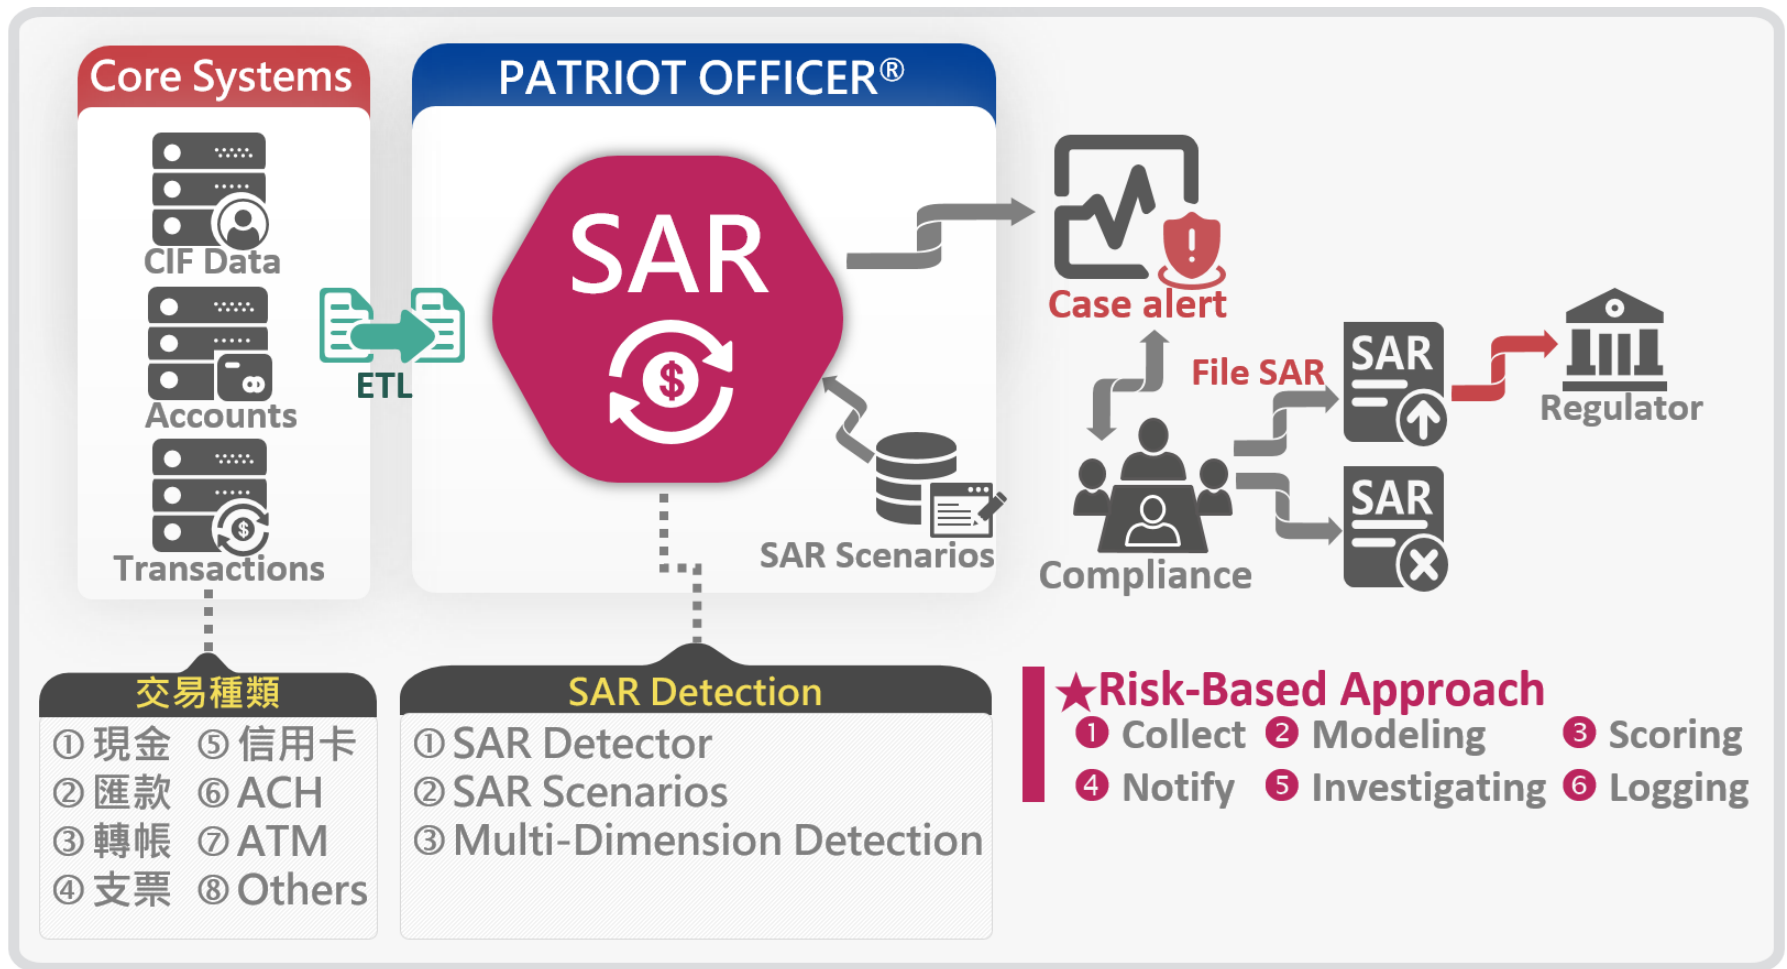 Core Systems
CIF Data
Accounts
Transactions
ETL
PATRIOT OFFICER®
SAR
$
SAR Scenarios
Case alert
Compliance
File SAR
SAR
SAR
Regulator
交易種類
① 現金
② 匯款
③ 轉帳
④ 支票
⑤ 信用卡
⑥ ACH
⑦ ATM
⑧ Others
SAR Detection
① SAR Detector
② SAR Scenarios
③ Multi-Dimension Detection
★Risk-Based Approach
❶ Collect ❷ Modeling ❸ Scoring
❹ Notify ❺ Investigating ❻ Logging